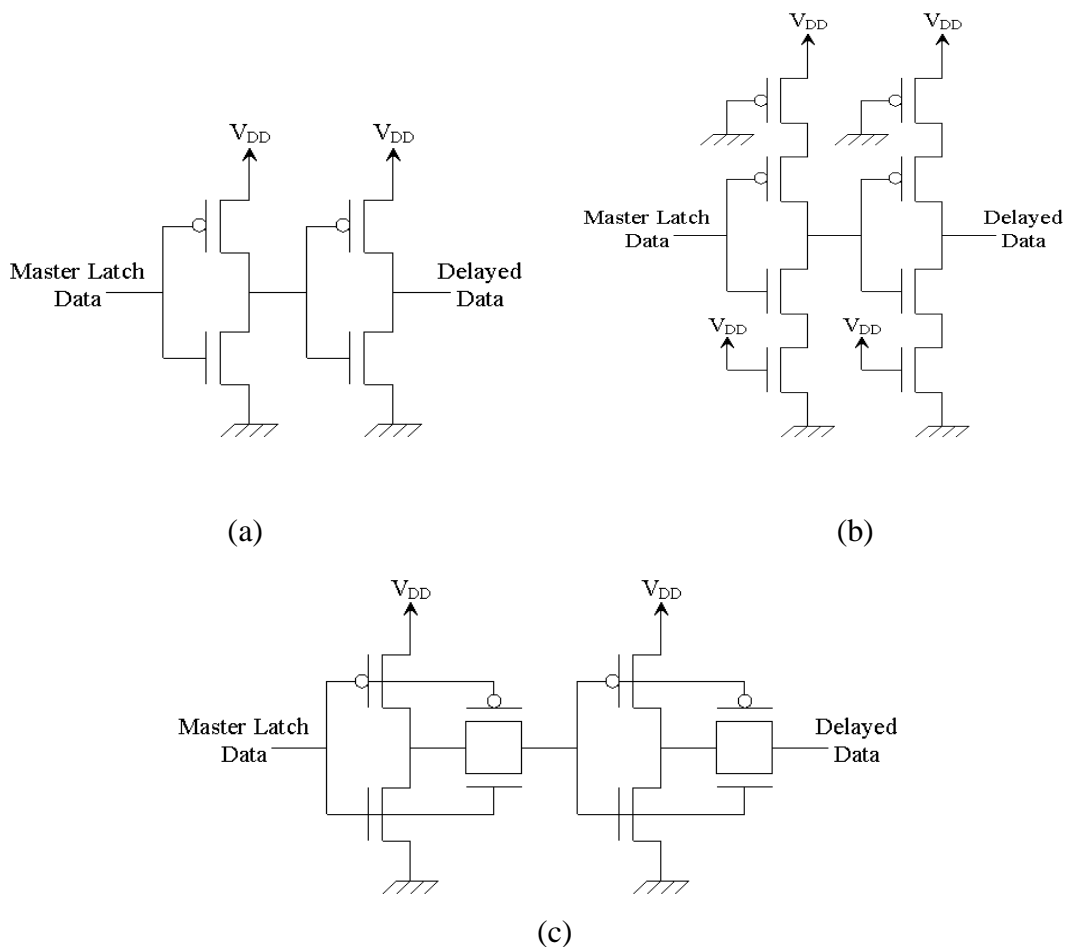 V_DD V_DD
V_DD V_DD
Master Latch
Data
Delayed
Data
Master Latch
Data
Delayed
Data
V_DD V_DD
(a)
(b)
V_DD V_DD
Master Latch
Data
Delayed
Data
(c)